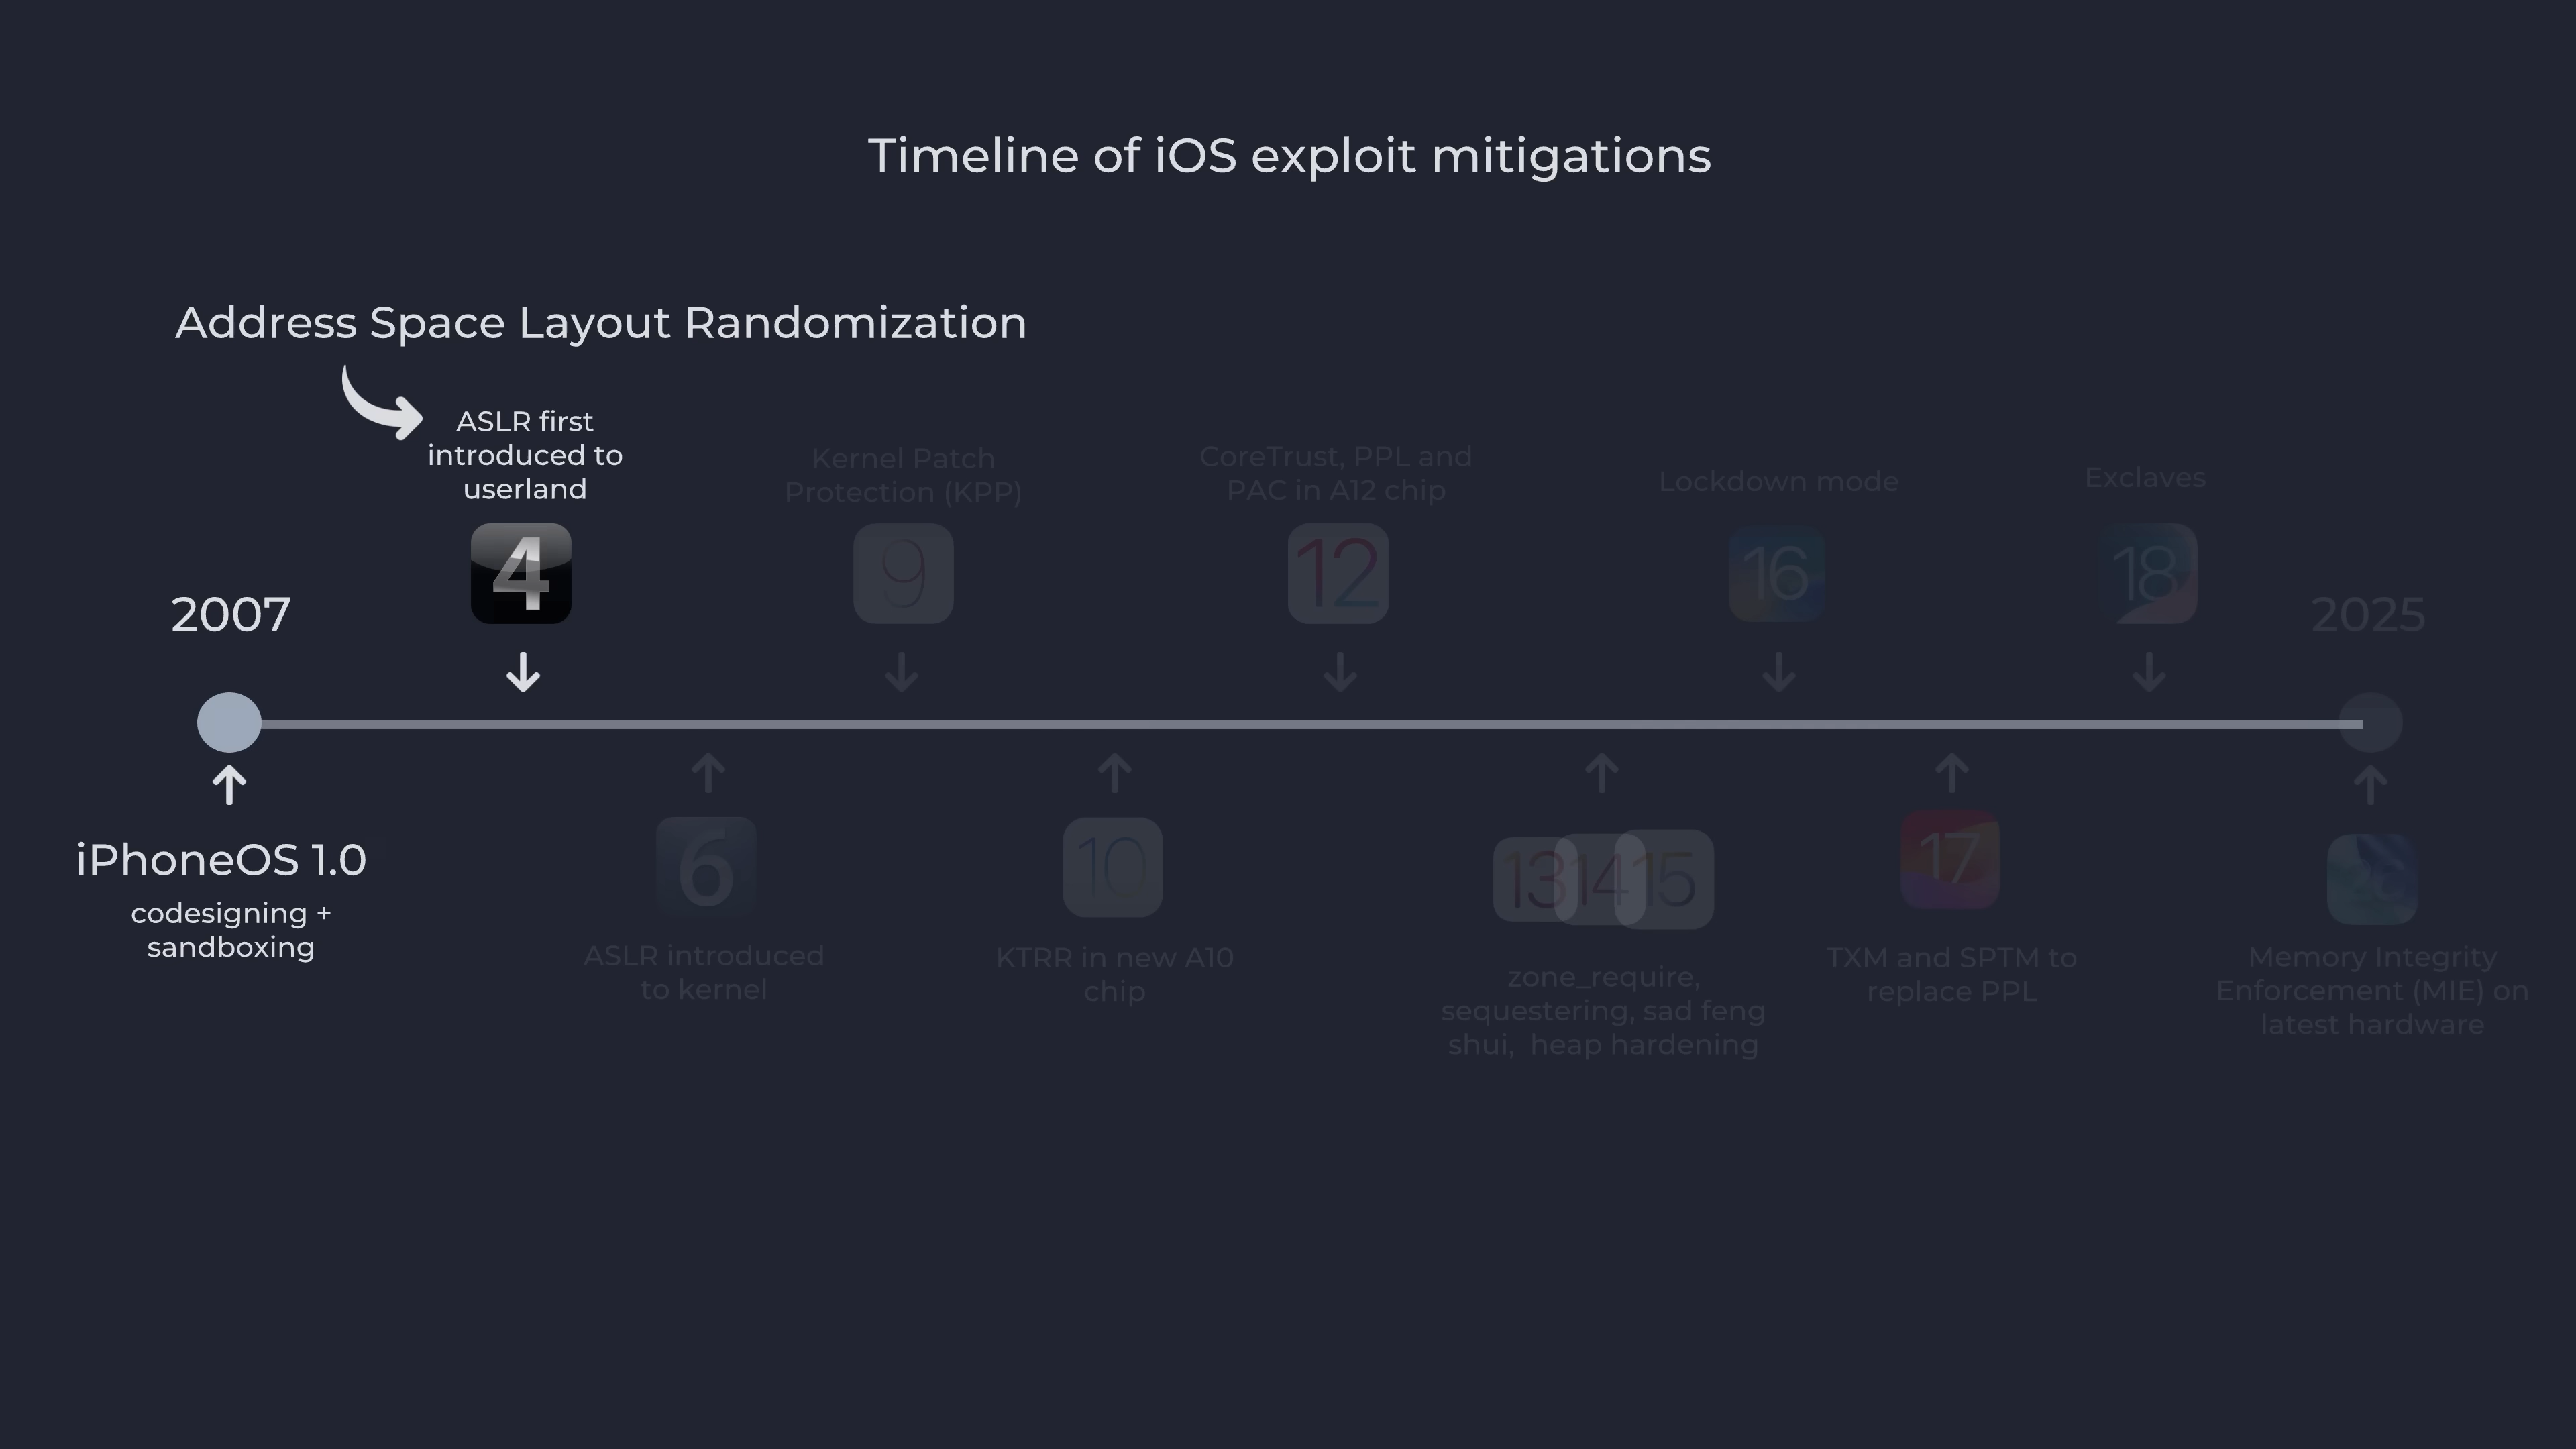 Timeline of iOS exploit mitigations
Address Space Layout Randomization
ASLR first
introduced to
userland
4
Kernel Patch
Protection (KPP)
9
CoreTrust, PPL and
PAC in A12 chip
12
Lockdown mode
16
Exclaves
18
2007
2025
iPhoneOS 1.0
codesigning +
sandboxing
6
ASLR introduced
to kernel
10
KTRR in new A10
chip
13 14 15
zone_require,
sequestering, sad feng
shui, heap hardening
17
TXM and SPTM to
replace PPL
26
Memory Integrity
Enforcement (MIE) on
latest hardware